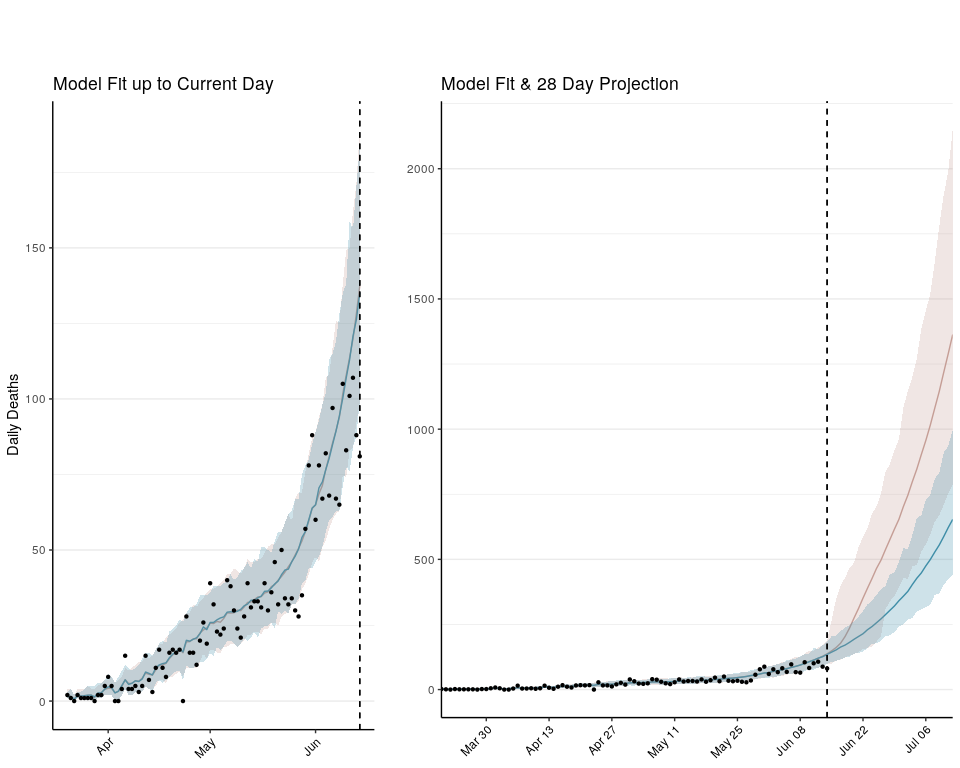 Model Fit up to Current Day
Model Fit & 28 Day Projection
Daily Deaths
150
100
50
0
Apr
May
Jun
2000
1500
1000
500
0
Mar 30
Apr 13
Apr 27
May 11
May 25
Jun 08
Jun 22
Jul 06